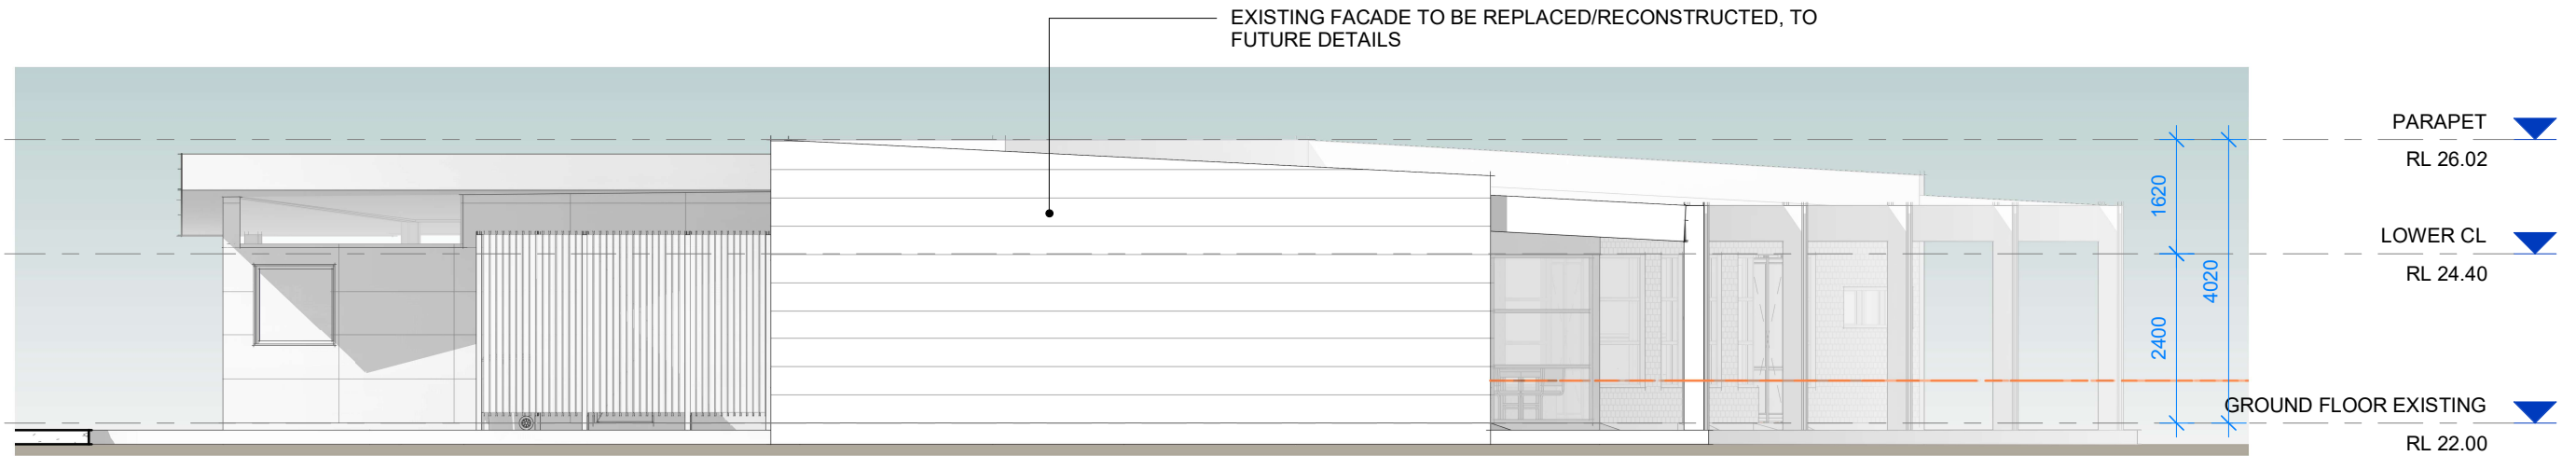 EXISTING FACADE TO BE REPLACED/RECONSTRUCTED, TO
FUTURE DETAILS
PARAPET
RL 26.02
1620
LOWER CL
RL 24.40
4020
2400
GROUND FLOOR EXISTING
RL 22.00